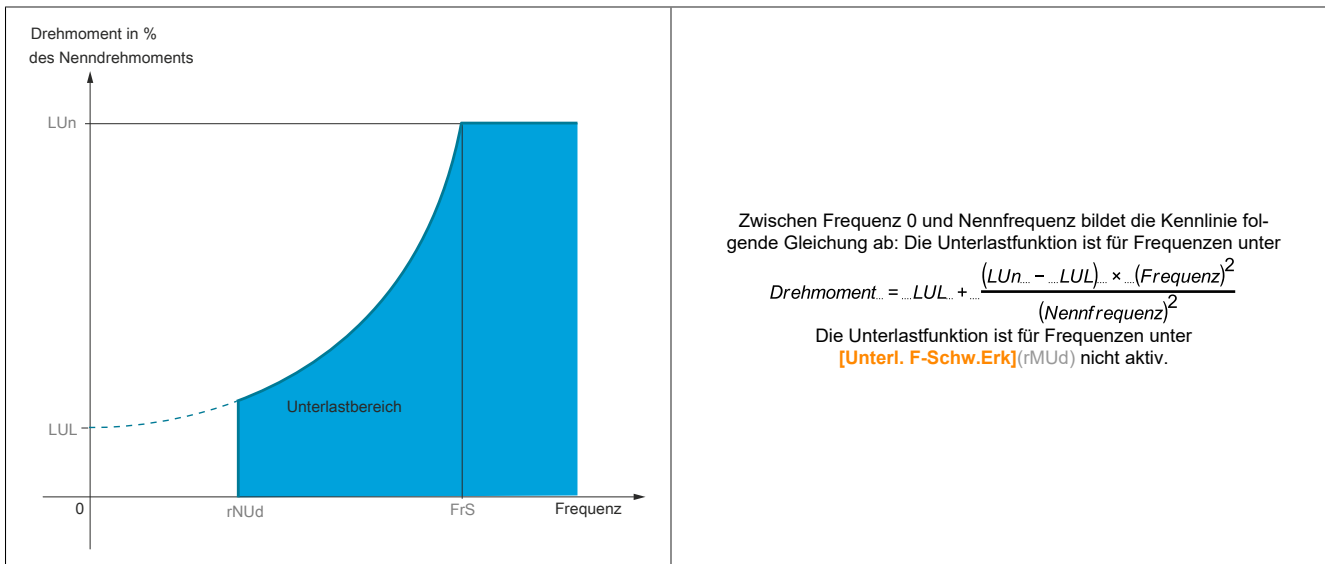 Drehmoment in %
des Nenndrehmoments
LUn
Unterlastbereich
LUL
0
rNUd
FrS
Frequenz
Zwischen Frequenz 0 und Nennfrequenz bildet die Kennlinie fol-
gende Gleichung ab: Die Unterlastfunktion ist für Frequenzen unter
Drehmoment... = ....LUL... + .... (LUn.... − ....LUL).... × ....(Frequenz)²
(Nennfrequenz)²
Die Unterlastfunktion ist für Frequenzen unter
[Unterl. F-Schw.Erk](rMUd) nicht aktiv.